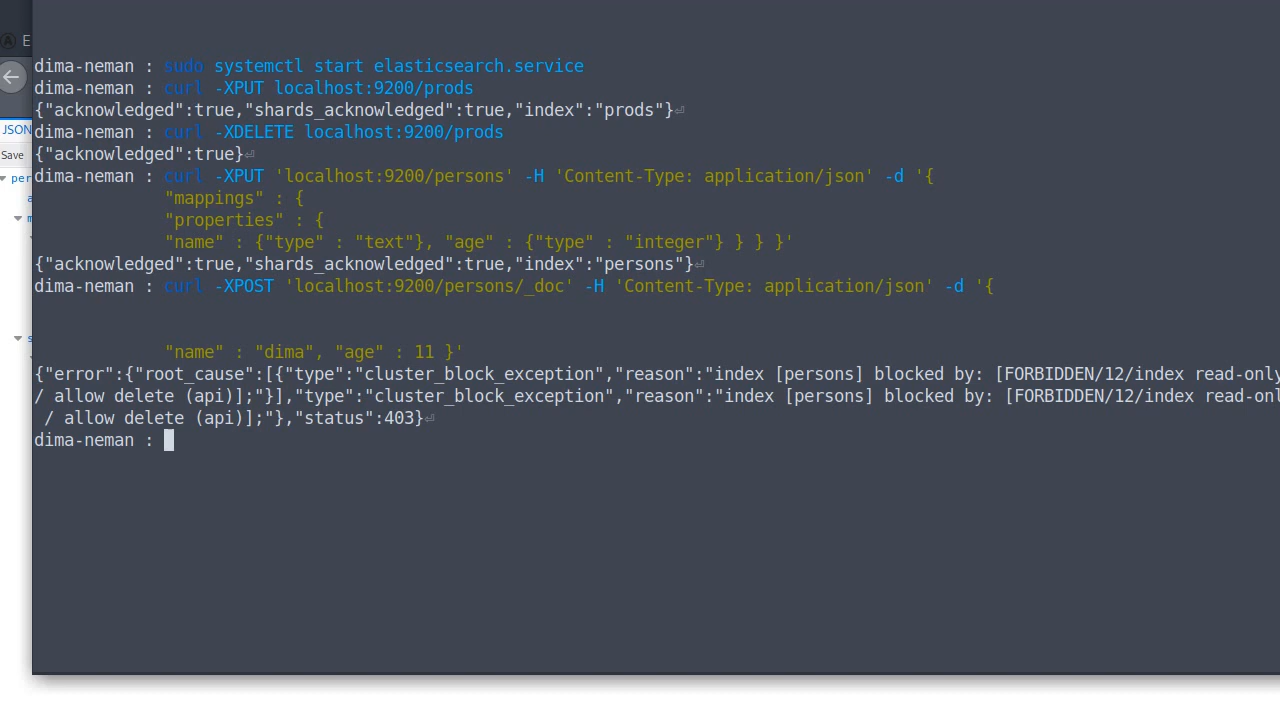 E
JSON
Save
per
dima-neman : sudo systemctl start elasticsearch.service
dima-neman : curl -XPUT localhost:9200/prods
{"acknowledged":true,"shards_acknowledged":true,"index":"prods"}⏎
dima-neman : curl -XDELETE localhost:9200/prods
{"acknowledged":true}⏎
dima-neman : curl -XPUT 'localhost:9200/persons' -H 'Content-Type: application/json' -d '{
"mappings" : {
"properties" : {
"name" : {"type" : "text"}, "age" : {"type" : "integer"} } } }'
{"acknowledged":true,"shards_acknowledged":true,"index":"persons"}⏎
dima-neman : curl -XPOST 'localhost:9200/persons/_doc' -H 'Content-Type: application/json' -d '{
"name" : "dima", "age" : 11 }'
{"error":{"root_cause":[{"type":"cluster_block_exception","reason":"index [persons] blocked by: [FORBIDDEN/12/index read-only
/ allow delete (api)];"}],"type":"cluster_block_exception","reason":"index [persons] blocked by: [FORBIDDEN/12/index read-onl
/ allow delete (api)];"},"status":403}⏎
dima-neman :